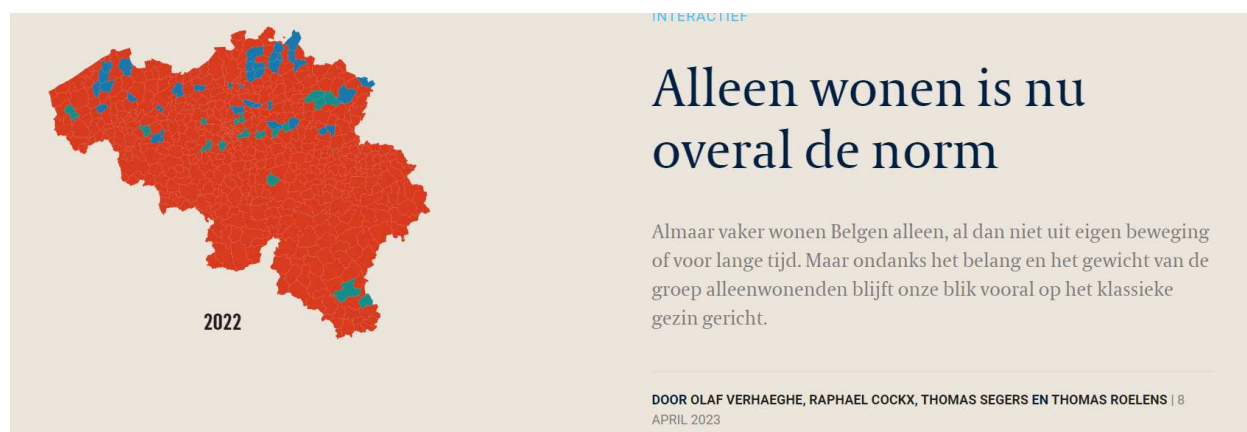 INTERACTIEF
Alleen wonen is nu
overal de norm
Almaar vaker wonen Belgen alleen, al dan niet uit eigen beweging
of voor lange tijd. Maar ondanks het belang en het gewicht van de
groep alleenwonenden blijft onze blik vooral op het klassieke
gezin gericht.
2022
DOOR OLAF VERHAEGHE, RAPHAEL COCKX, THOMAS SEGERS EN THOMAS ROELENS | 8
APRIL 2023